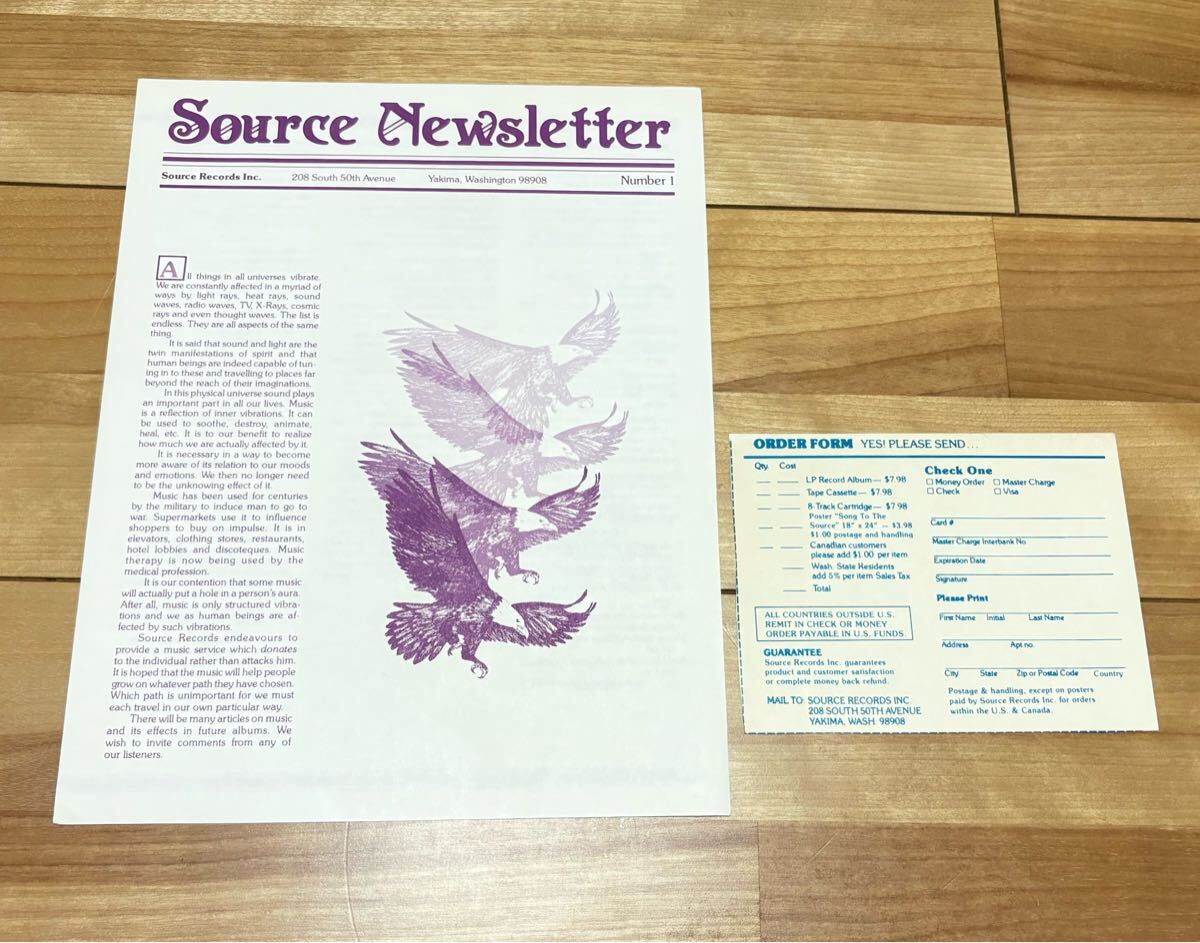 Source Newsletter
Source Records Inc. 208 South 50th Avenue Yakima, Washington 98908 Number 1
All things in all universes vibrate.
We are constantly affected in a myriad of
ways by light rays, heat rays, sound
waves, radio waves, TV, X-Rays, cosmic
rays and even thought waves. The list is
endless. They are all aspects of the same
thing.
It is said that sound and light are the
twin manifestations of spirit and that
human beings are indeed capable of tun-
ing in to these and travelling to places far
beyond the reach of their imaginations.
In this physical universe sound plays
an important part in all our lives. Music
is a reflection of inner vibrations. It can
be used to soothe, destroy, animate,
heal, etc. It is to our benefit to realize
how much we are actually affected by it.
It is necessary in a way to become
more aware of its relation to our moods
and emotions. We then no longer need
to be the unknowing effect of it.
Music has been used for centuries
by the military to induce man to go to
war. Supermarkets use it to influence
shoppers to buy on impulse. It is in
elevators, clothing stores, restaurants,
hotel lobbies and discoteques. Music
therapy is now being used by the
medical profession.
It is our contention that some music
will actually put a hole in a person's aura.
After all, music is only structured vibra-
tions and we as human beings are af-
fected by such vibrations.
Source Records endeavours to
provide a music service which donates
to the individual rather than attacks him.
It is hoped that the music will help people
grow on whatever path they have chosen.
Which path is unimportant for we must
each travel in our own particular way.
There will be many articles on music
and its effects in future albums. We
wish to invite comments from any of
our listeners.
ORDER FORM YES! PLEASE SEND...
Qty. Cost
LP Record Album — $7.98
Tape Cassette — $7.98
8-Track Cartridge — $7.98
Poster "Song To The
Source" 18" x 24" — $3.98
$1.00 postage and handling
Canadian customers
please add $1.00 per item
Wash. State Residents
add 5% per item Sales Tax
Total
ALL COUNTRIES OUTSIDE U.S.
REMIT IN CHECK OR MONEY
ORDER PAYABLE IN U.S. FUNDS.
GUARANTEE
Source Records Inc. guarantees
product and customer satisfaction
or complete money back refund.
MAIL TO: SOURCE RECORDS INC.
208 SOUTH 50TH AVENUE
YAKIMA, WASH. 98908
Check One
Money Order Master Charge
Check Visa
Card #
Master Charge Interbank No.
Expiration Date
Signature
Please Print
First Name Initial Last Name
Address Apt no.
City State Zip or Postal Code Country
Postage & handling, except on posters
paid by Source Records Inc. for orders
within the U.S. & Canada.